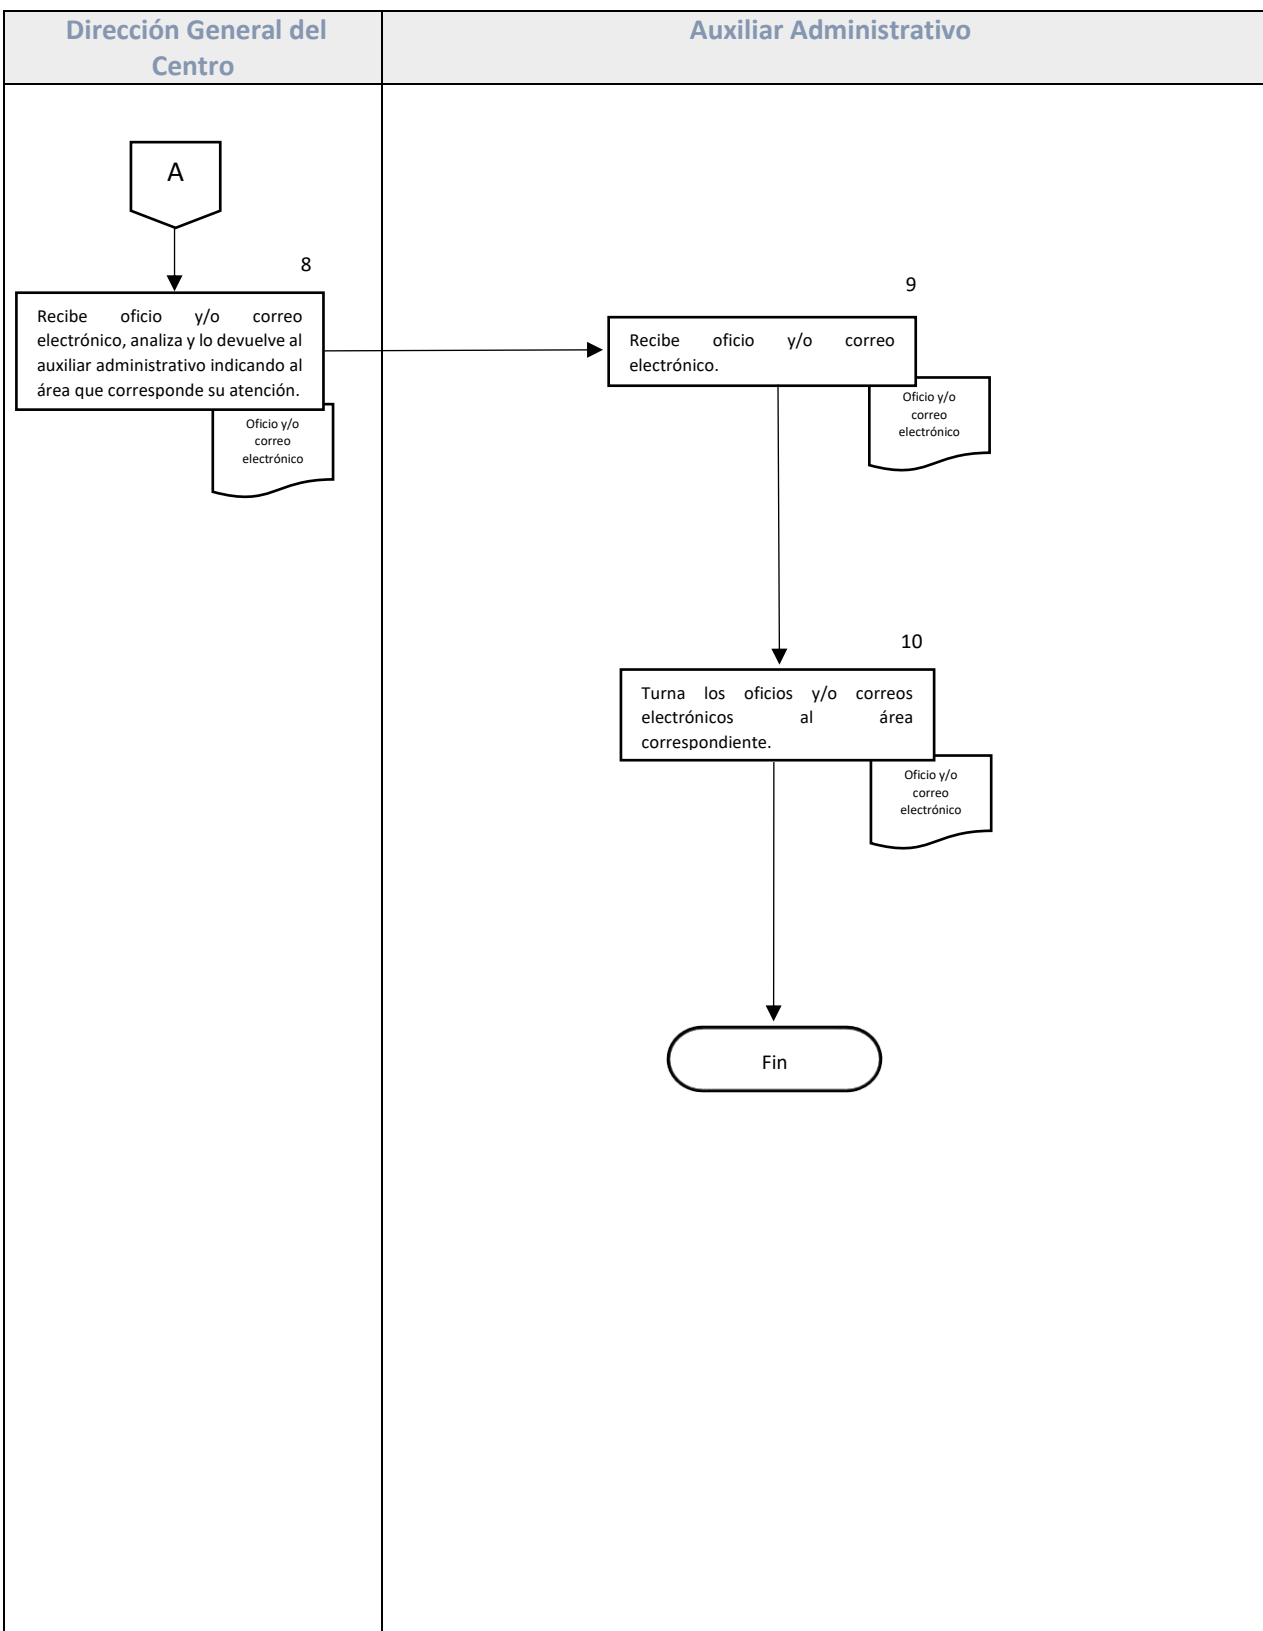 Dirección General del
Centro
Auxiliar Administrativo
A
8
Recibe oficio y/o correo
electrónico, analiza y lo devuelve al
auxiliar administrativo indicando al
área que corresponde su atención.
Oficio y/o
correo
electrónico
9
Recibe oficio y/o correo
electrónico.
Oficio y/o
correo
electrónico
10
Turna los oficios y/o correos
electrónicos al área
correspondiente.
Oficio y/o
correo
electrónico
Fin